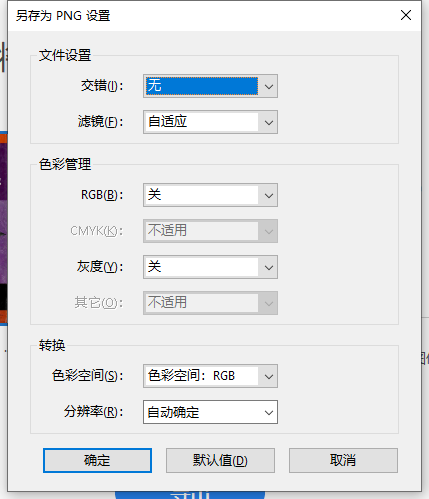 另存为 PNG 设置
文件设置
交错(I): 无
滤镜(F): 自适应
色彩管理
RGB(B): 关
CMYK(K): 不适用
灰度(Y): 关
其它(O): 不适用
转换
色彩空间(S): 色彩空间: RGB
分辨率(R): 自动确定
确定 默认值(D) 取消